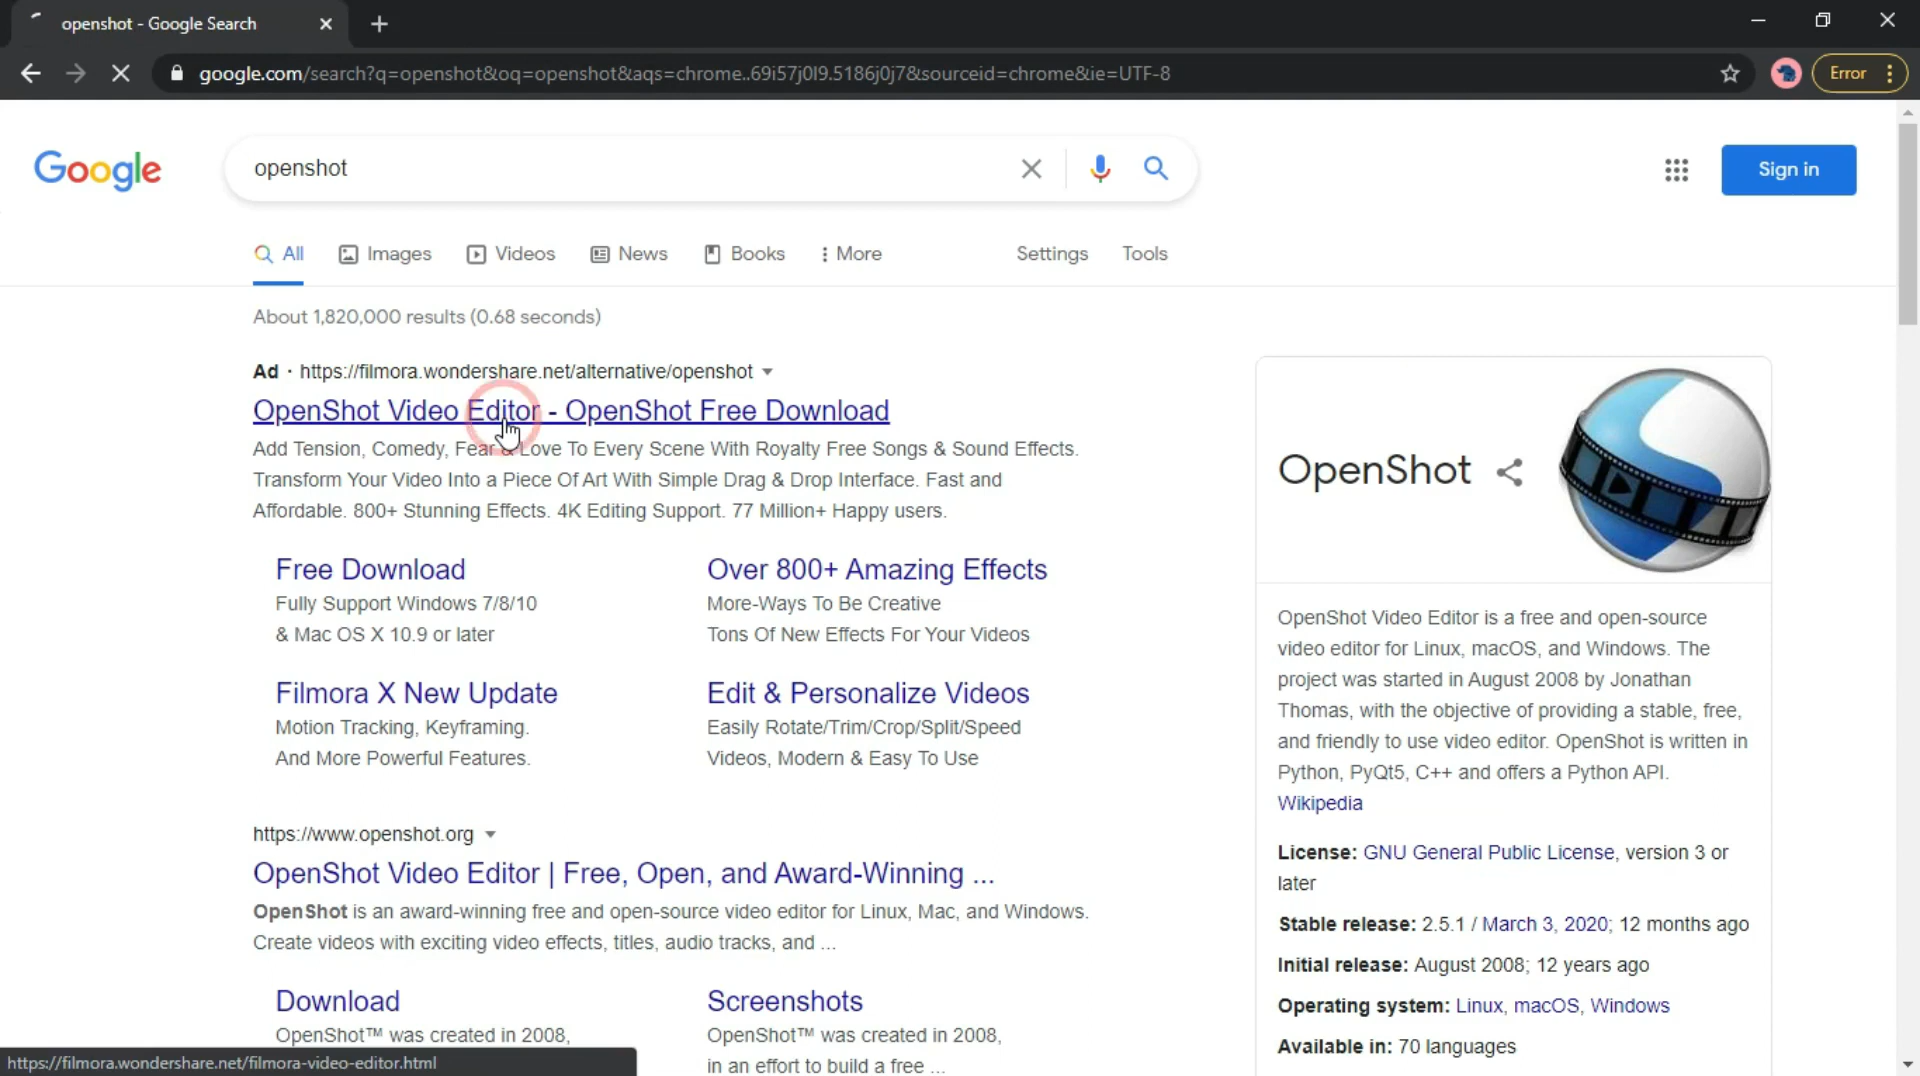 openshot - Google Search
google.com/search?q=openshot&oq=openshot&aqs=chrome..69i57j0l9.5186j0j7&sourceid=chrome&ie=UTF-8
Error
Google
openshot
Sign in
All
Images
Videos
News
Books
More
Settings
Tools
About 1,820,000 results (0.68 seconds)
Ad · https://filmora.wondershare.net/alternative/openshot
OpenShot Video Editor - OpenShot Free Download
Add Tension, Comedy, Fear & Love To Every Scene With Royalty Free Songs & Sound Effects.
Transform Your Video Into a Piece Of Art With Simple Drag & Drop Interface. Fast and
Affordable. 800+ Stunning Effects. 4K Editing Support. 77 Million+ Happy users.
Free Download
Fully Support Windows 7/8/10
& Mac OS X 10.9 or later
Over 800+ Amazing Effects
More-Ways To Be Creative
Tons Of New Effects For Your Videos
Filmora X New Update
Motion Tracking, Keyframing.
And More Powerful Features.
Edit & Personalize Videos
Easily Rotate/Trim/Crop/Split/Speed
Videos, Modern & Easy To Use
https://www.openshot.org
OpenShot Video Editor | Free, Open, and Award-Winning ...
OpenShot is an award-winning free and open-source video editor for Linux, Mac, and Windows.
Create videos with exciting video effects, titles, audio tracks, and ...
Download
OpenShot™ was created in 2008,
Screenshots
OpenShot™ was created in 2008,
in an effort to build a free ...
OpenShot
OpenShot Video Editor is a free and open-source
video editor for Linux, macOS, and Windows. The
project was started in August 2008 by Jonathan
Thomas, with the objective of providing a stable, free,
and friendly to use video editor. OpenShot is written in
Python, PyQt5, C++ and offers a Python API.
Wikipedia
License: GNU General Public License, version 3 or
later
Stable release: 2.5.1 / March 3, 2020; 12 months ago
Initial release: August 2008; 12 years ago
Operating system: Linux, macOS, Windows
Available in: 70 languages
https://filmora.wondershare.net/filmora-video-editor.html